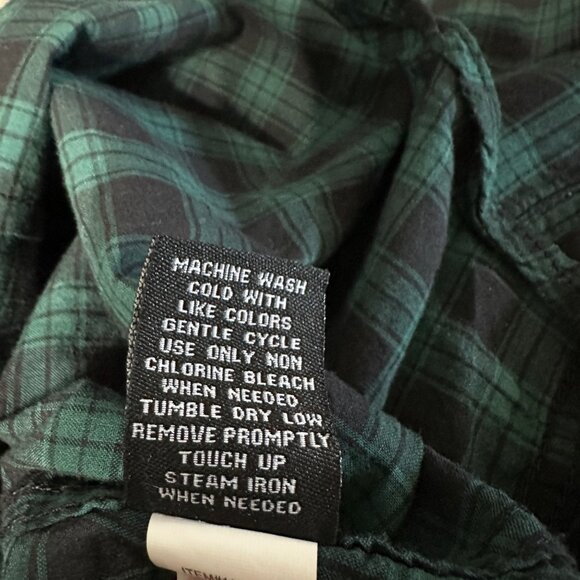 MACHINE WASH
COLD WITH
LIKE COLORS
GENTLE CYCLE
USE ONLY NON
CHLORINE BLEACH
WHEN NEEDED
TUMBLE DRY LOW
REMOVE PROMPTLY
TOUCH UP
STEAM IRON
WHEN NEEDED